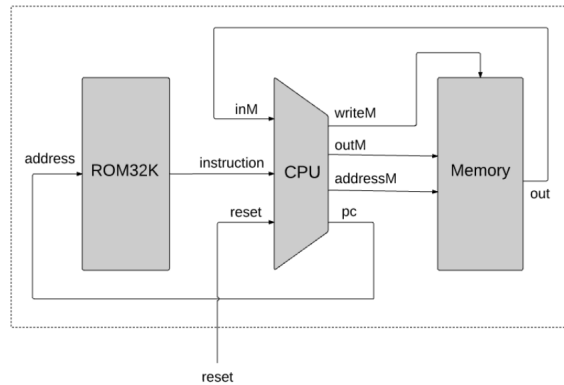 inM
writeM
outM
address
ROM32K
instruction
CPU
addressM
Memory
out
reset
pc
reset